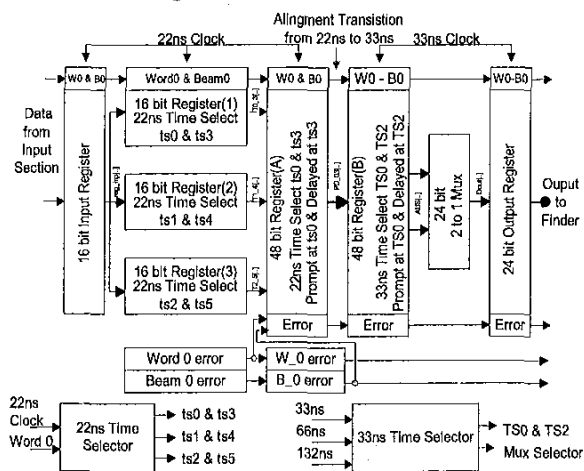 Alingment Transistion
from 22ns to 33ns
22ns Clock
33ns Clock
W0 & B0
Word0 & Beam0
W0 & B0
W0 - B0
W0-B0
Data
from
Input
Section
16 bit Input Register
16 bit Register(1)
22ns Time Select
ts0 & ts3
16 bit Register(2)
22ns Time Select
ts1 & ts4
16 bit Register(3)
22ns Time Select
ts2 & ts5
48 bit Register(A)
22ns Time Select ts0 & ts3
Prompt at ts0 & Delayed at ts3
Error
48 bit Register(B)
33ns Time Select TS0 & TS2
Prompt at TS0 & Delayed at TS2
Error
24 bit
2 to 1 Mux
24 bit Output Register
Error
Ouput
to
Finder
Word 0 error
W_0 error
Beam 0 error
B_0 error
22ns
Clock
Word 0
22ns Time
Selector
ts0 & ts3
ts1 & ts4
ts2 & ts5
33ns
66ns
132ns
33ns Time Selector
TS0 & TS2
Mux Selector